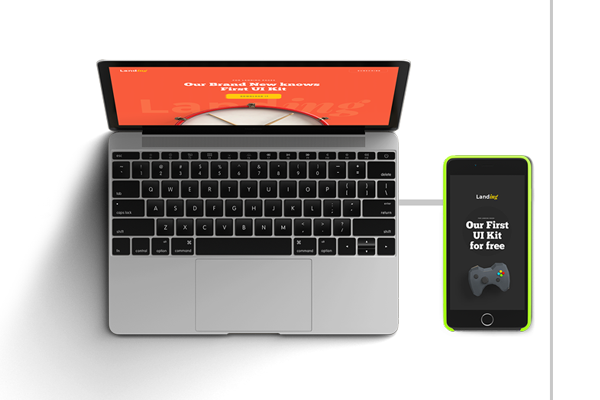 Landing
Our Brand New knows
First UI Kit
Landing
esc
delete
tab
Q W E R T Y U I O P
caps lock
A S D F G H J K L
return
shift
Z X C V B N M
shift
fn control option command
command option
Landing
Our First
UI Kit
for free